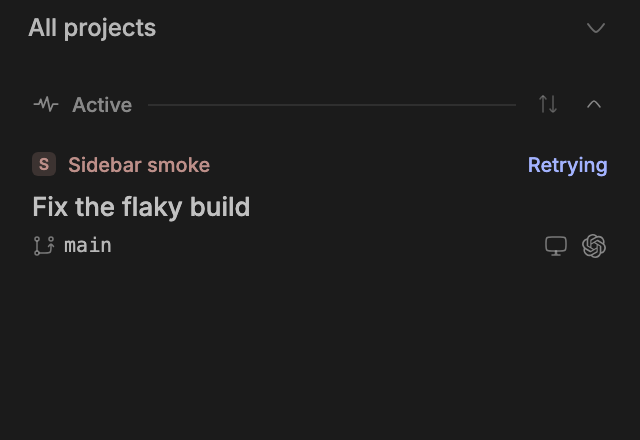 All projects
Active
S Sidebar smoke Retrying
Fix the flaky build
main